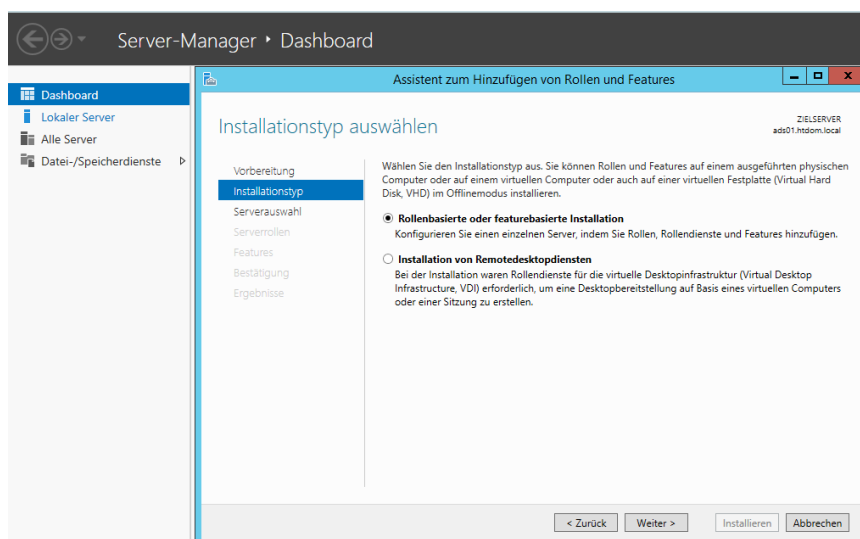 Server-Manager ‣ Dashboard
Dashboard
Lokaler Server
Alle Server
Datei-/Speicherdienste
Assistent zum Hinzufügen von Rollen und Features
Installationstyp auswählen
ZIELSERVER
ads01.htdom.local
Vorbereitung
Installationstyp
Serverauswahl
Serverrollen
Features
Bestätigung
Ergebnisse
Wählen Sie den Installationstyp aus. Sie können Rollen und Features auf einem ausgeführten physischen
Computer oder auf einem virtuellen Computer oder auch auf einer virtuellen Festplatte (Virtual Hard
Disk, VHD) im Offlinemodus installieren.
Rollenbasierte oder featurebasierte Installation
Konfigurieren Sie einen einzelnen Server, indem Sie Rollen, Rollendienste und Features hinzufügen.
Installation von Remotedesktopdiensten
Bei der Installation waren Rollendienste für die virtuelle Desktopinfrastruktur (Virtual Desktop
Infrastructure, VDI) erforderlich, um eine Desktopbereitstellung auf Basis eines virtuellen Computers
oder einer Sitzung zu erstellen.
< Zurück
Weiter >
Installieren
Abbrechen